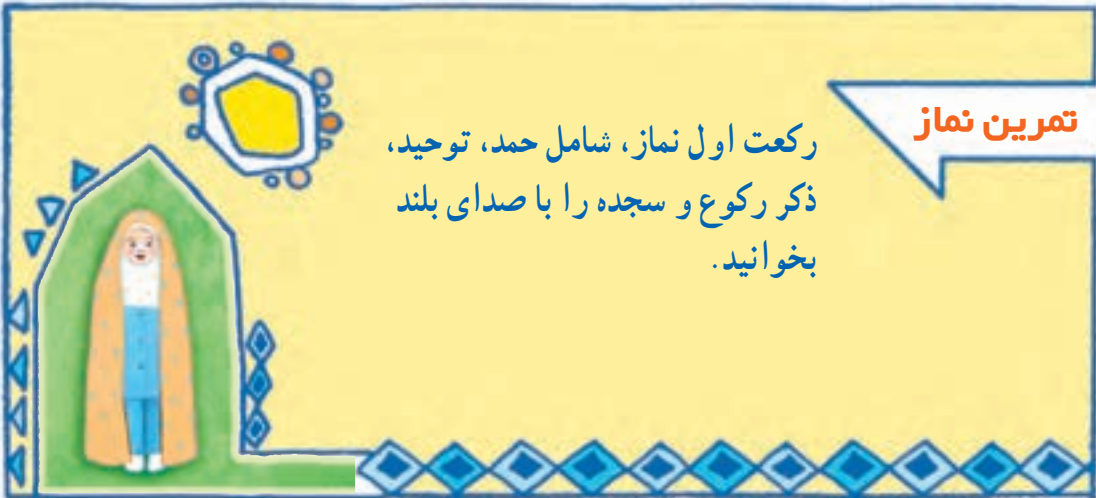 تمرین نماز
رکعت اول نماز، شامل حمد، توحید،
ذکر رکوع و سجده را با صدای بلند
بخوانید.